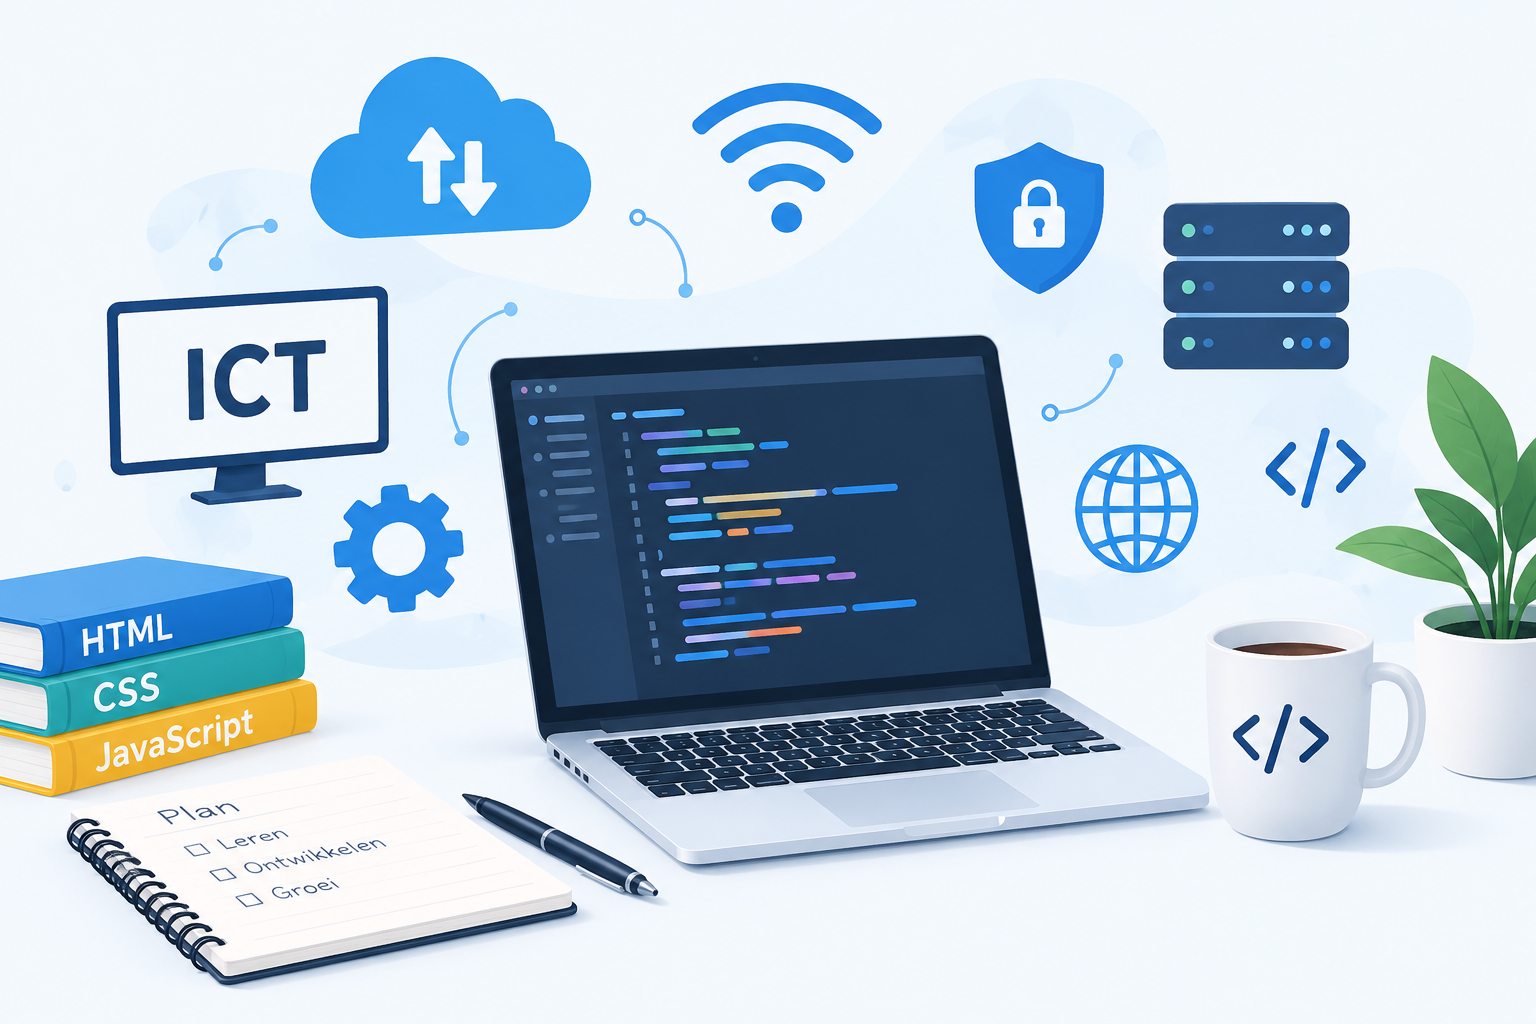 ICT
</>
HTML
CSS
JavaScript
</>
Plan
Leren
Ontwikkelen
Groei